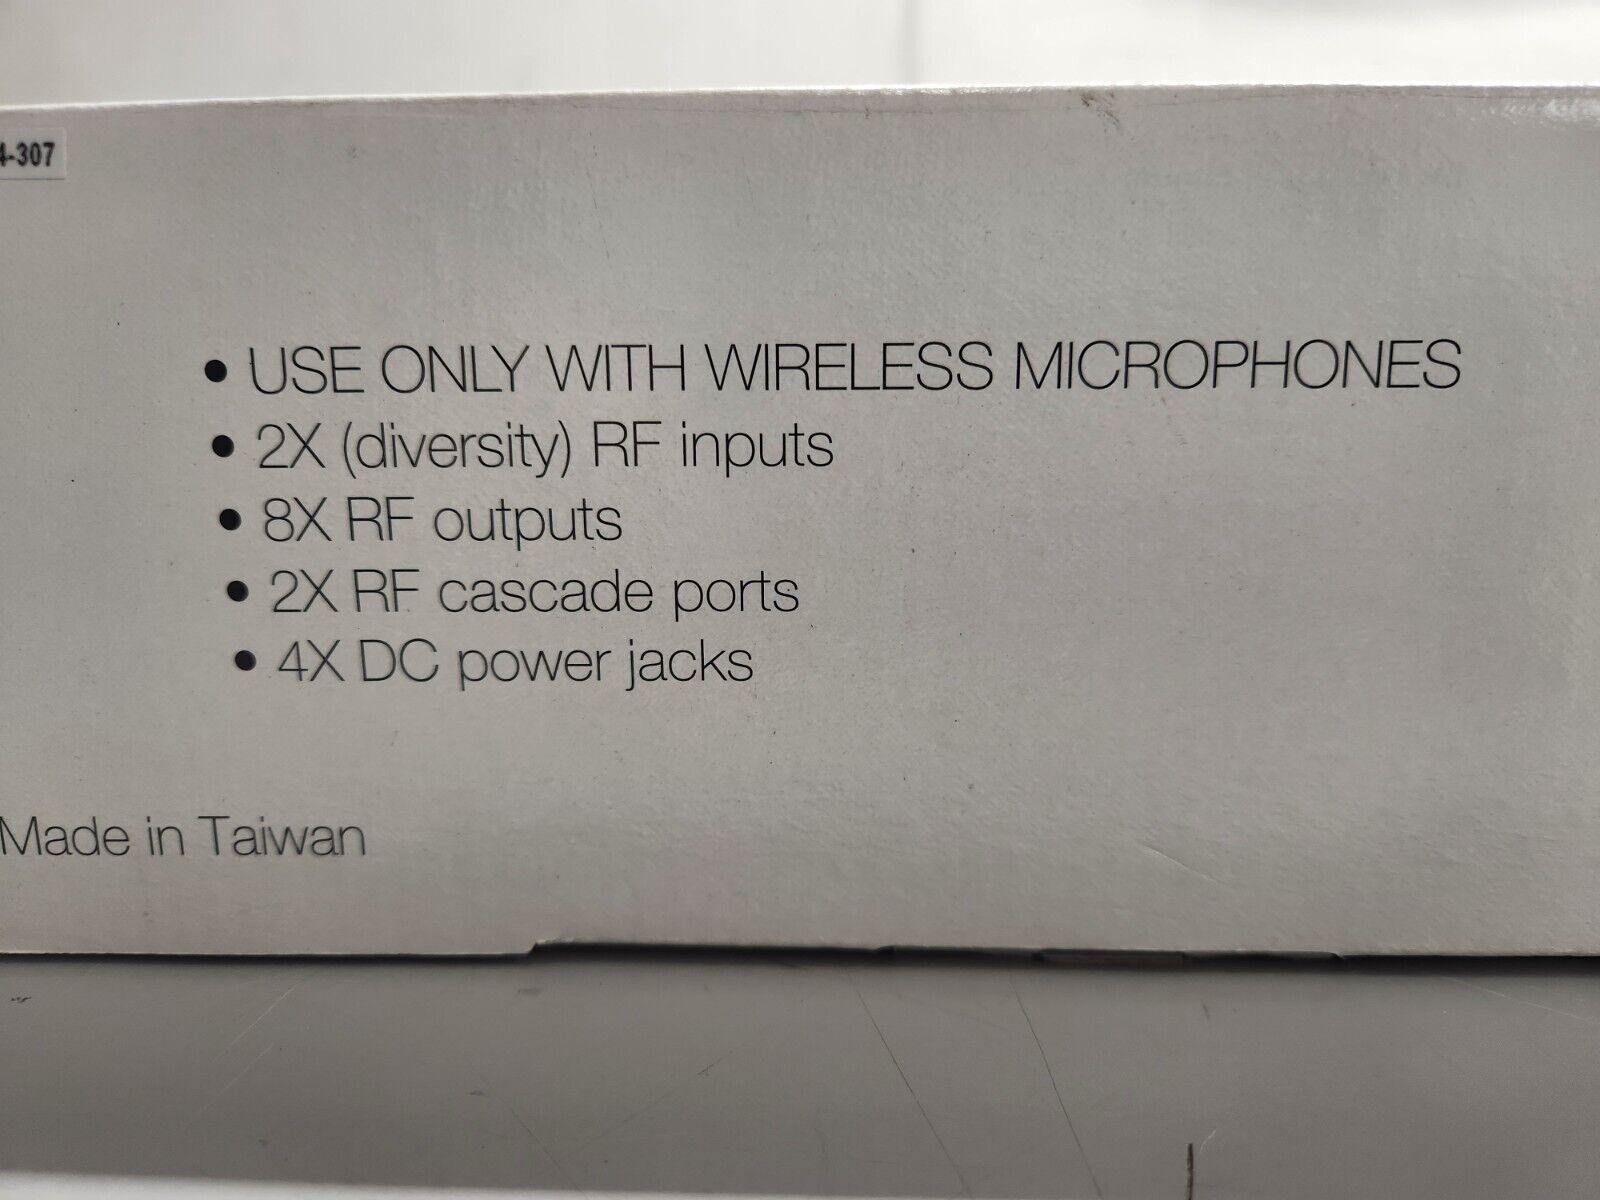 4-307
• USE ONLY WITH WIRELESS MICROPHONES
• 2X (diversity) RF inputs
• 8X RF outputs
• 2X RF cascade ports
• 4X DC power jacks
Made in Taiwan